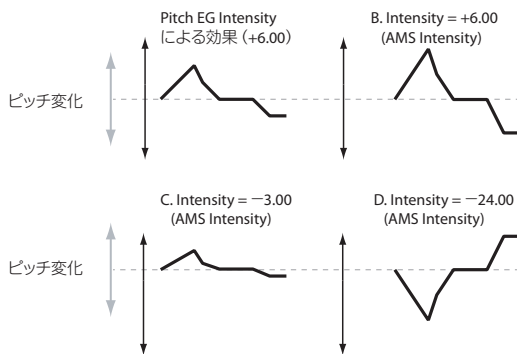 Pitch EG Intensity
による効果 (+6.00)
B. Intensity = +6.00
(AMS Intensity)
ピッチ変化
C. Intensity = −3.00
(AMS Intensity)
D. Intensity = −24.00
(AMS Intensity)
ピッチ変化